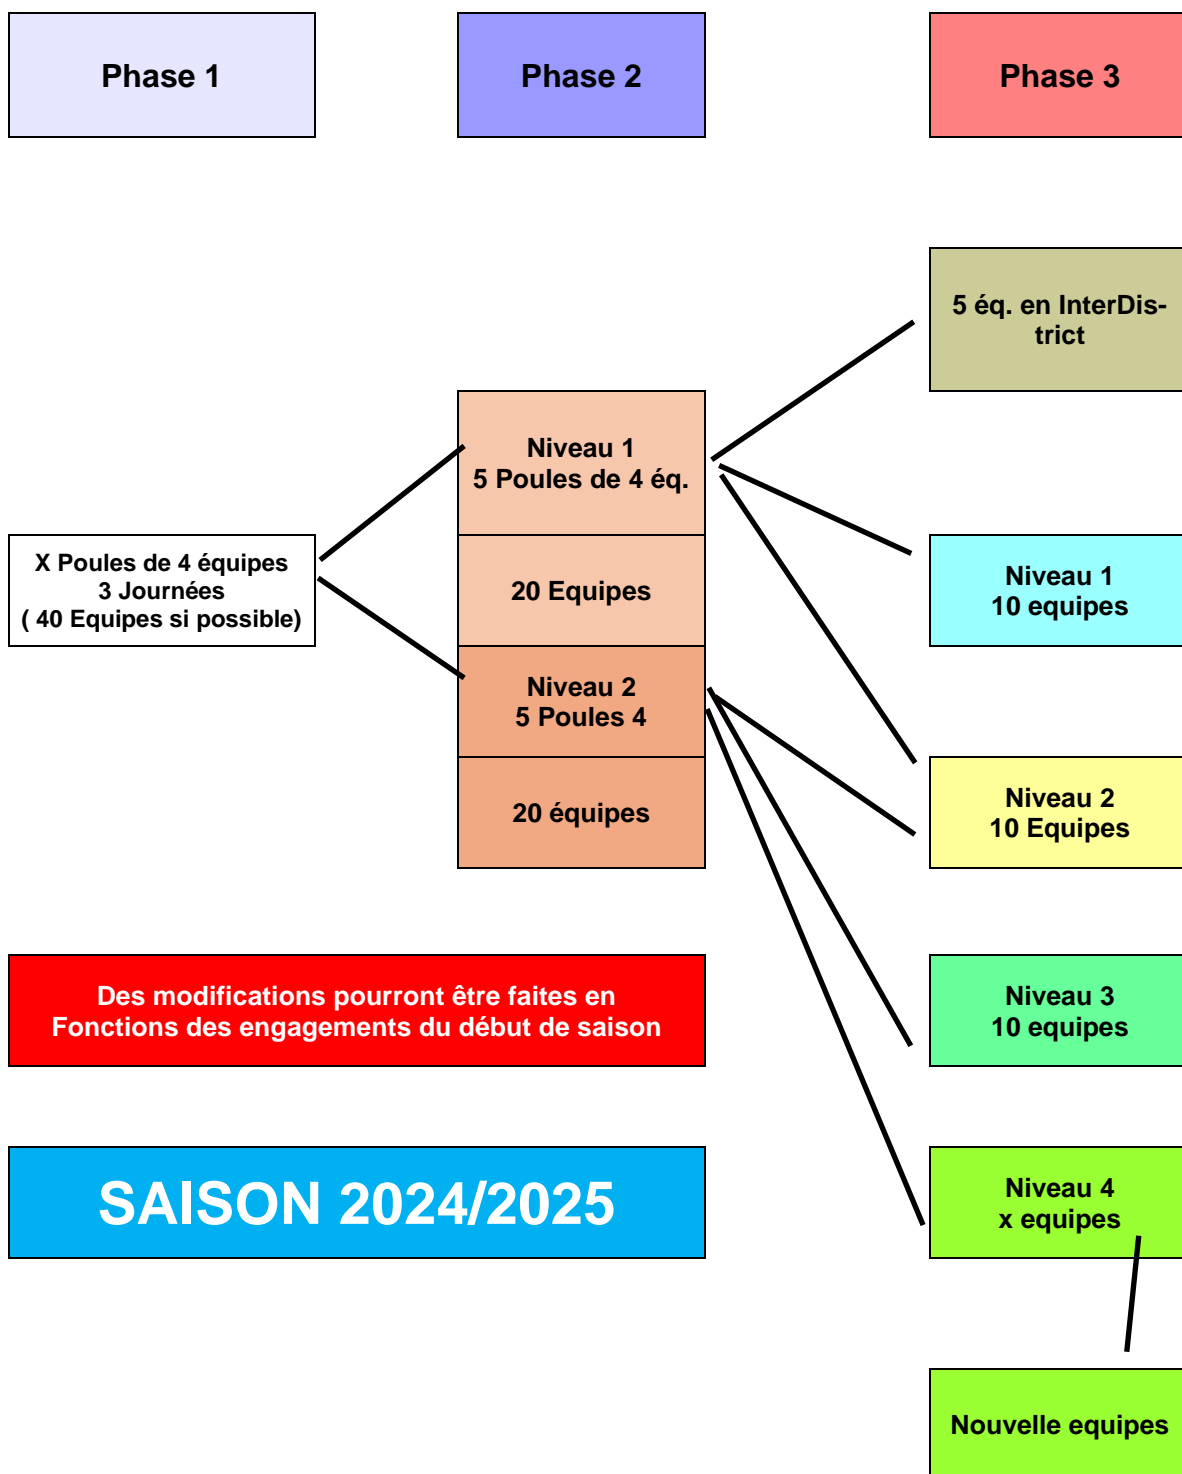 Phase 1
Phase 2
Phase 3
5 éq. en InterDis-
trict
Niveau 1
5 Poules de 4 éq.
X Poules de 4 équipes
3 Journées
( 40 Equipes si possible)
20 Equipes
Niveau 1
10 equipes
Niveau 2
5 Poules 4
20 équipes
Niveau 2
10 Equipes
Des modifications pourront être faites en
Fonctions des engagements du début de saison
Niveau 3
10 equipes
SAISON 2024/2025
Niveau 4
x equipes
Nouvelle equipes